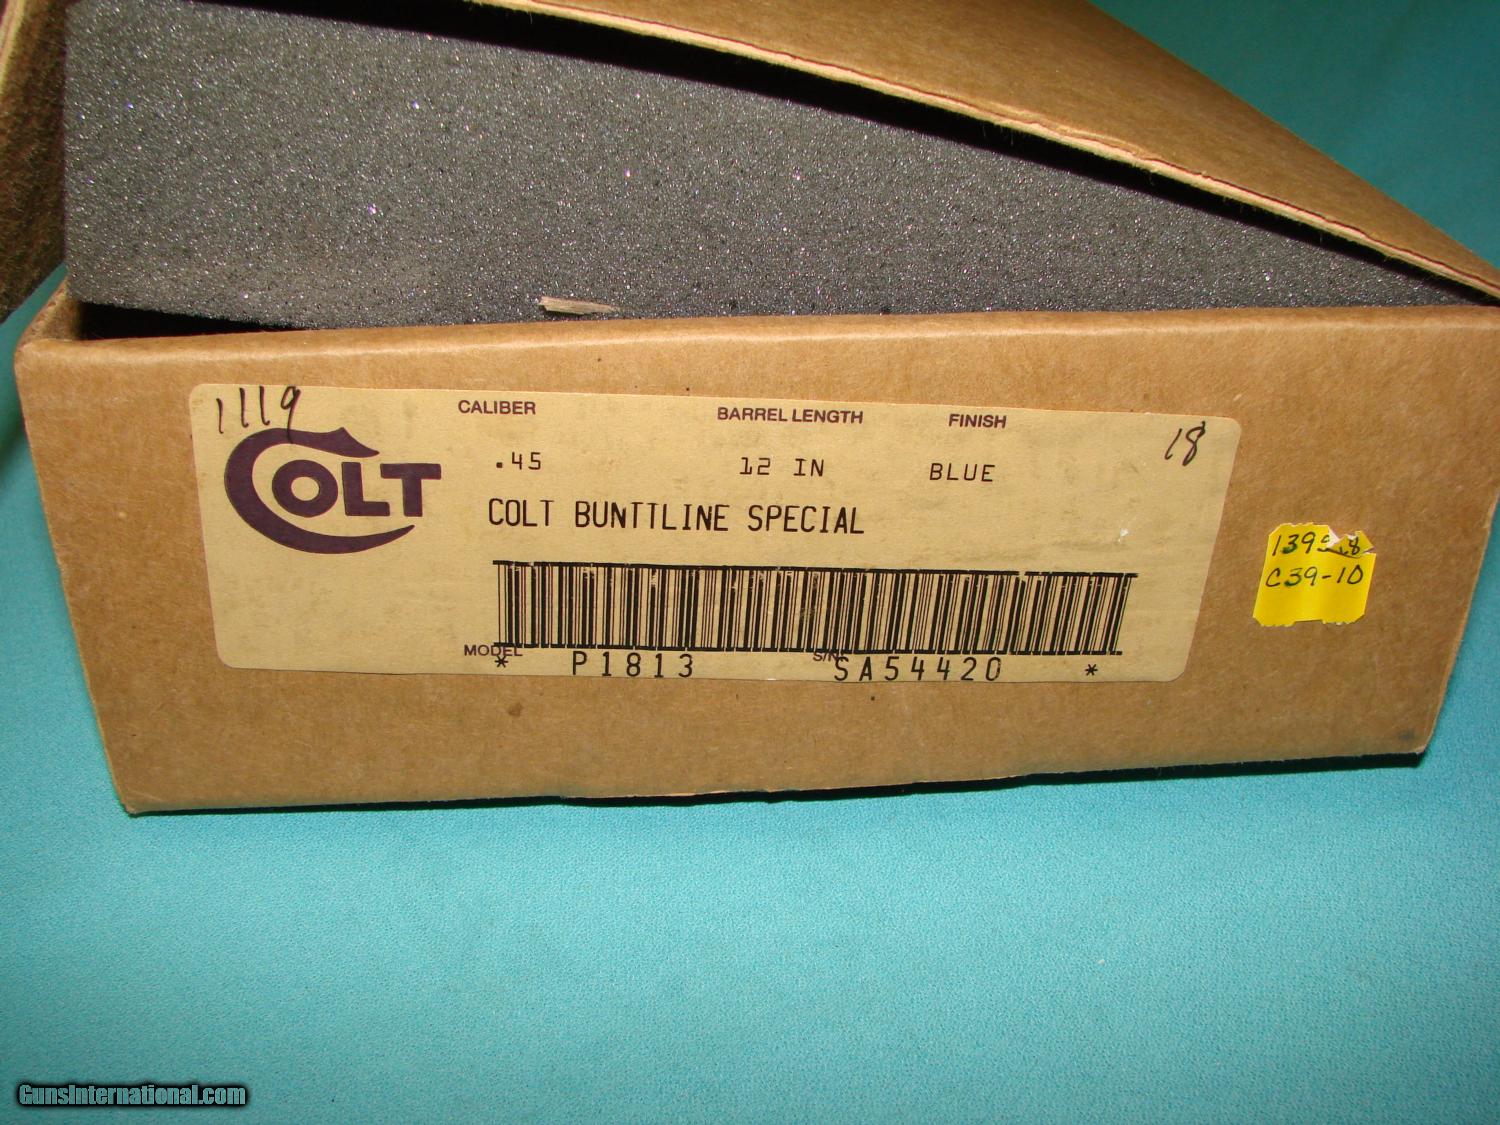 1119
COLT
CALIBER BARREL LENGTH FINISH
18
.45 12 IN BLUE
COLT BUNTTLINE SPECIAL
C39-10
MODEL S/N
* P1813 SA54420 *
GunsInternational.com